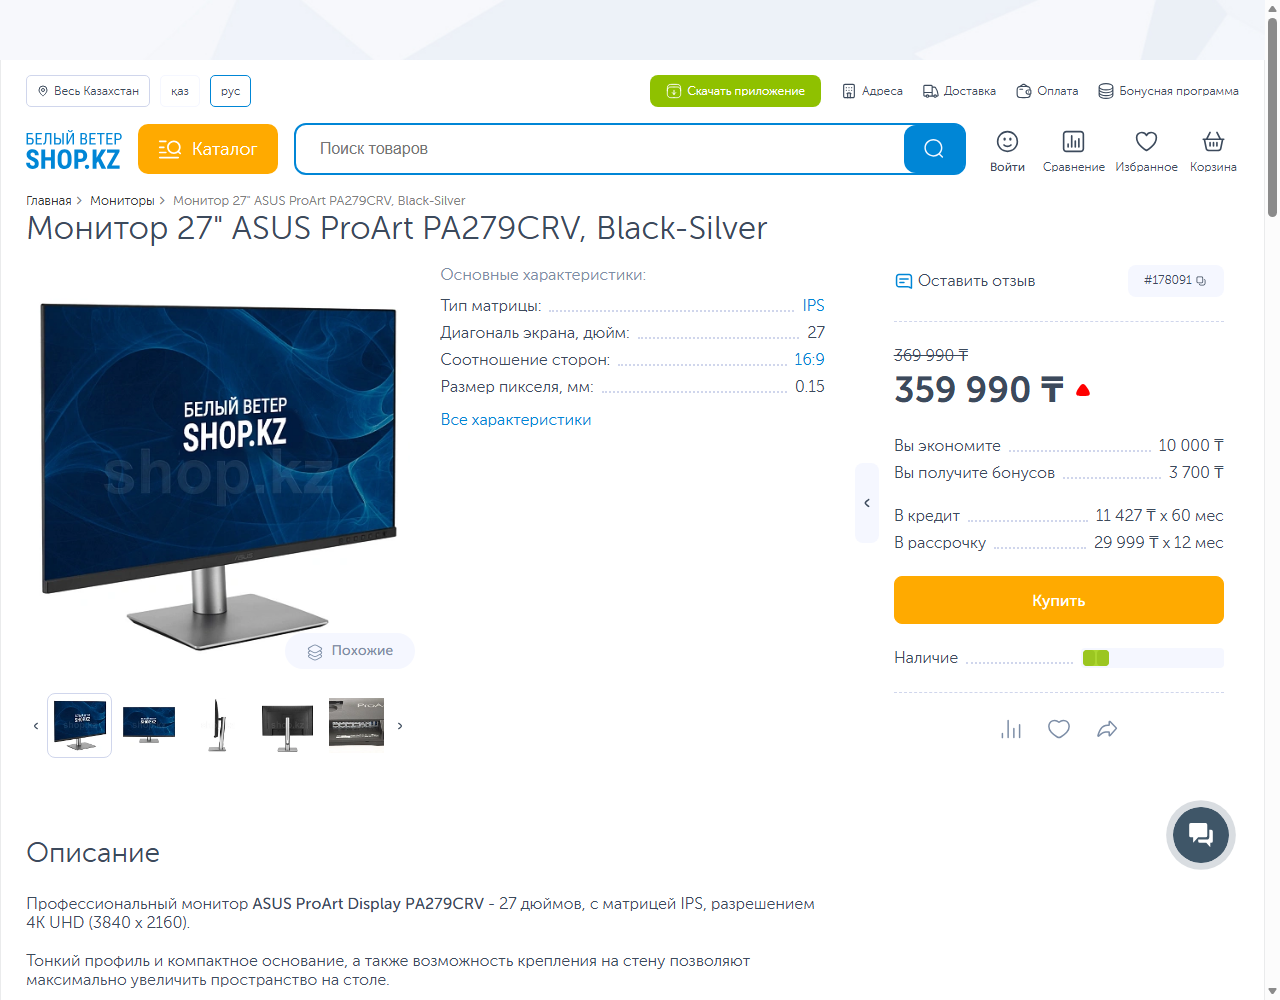 Весь Казахстан
қаз
рус
Скачать приложение
Адреса
Доставка
Оплата
Бонусная программа
БЕЛЫЙ ВЕТЕР
SHOP.KZ
Каталог
Поиск товаров
Войти
Сравнение
Избранное
Корзина
Главная > Мониторы > Монитор 27" ASUS ProArt PA279CRV, Black-Silver
Монитор 27" ASUS ProArt PA279CRV, Black-Silver
БЕЛЫЙ ВЕТЕР
SHOP.KZ
shop.kz
Похожие
Основные характеристики:
Тип матрицы: IPS
Диагональ экрана, дюйм: 27
Соотношение сторон: 16:9
Размер пикселя, мм: 0.15
Все характеристики
Оставить отзыв
#178091
369 990 ₸
359 990 ₸
Вы экономите 10 000 ₸
Вы получите бонусов 3 700 ₸
В кредит 11 427 ₸ x 60 мес
В рассрочку 29 999 ₸ x 12 мес
Купить
Наличие
Описание
Профессиональный монитор ASUS ProArt Display PA279CRV - 27 дюймов, с матрицей IPS, разрешением
4K UHD (3840 x 2160).
Тонкий профиль и компактное основание, а также возможность крепления на стену позволяют
максимально увеличить пространство на столе.